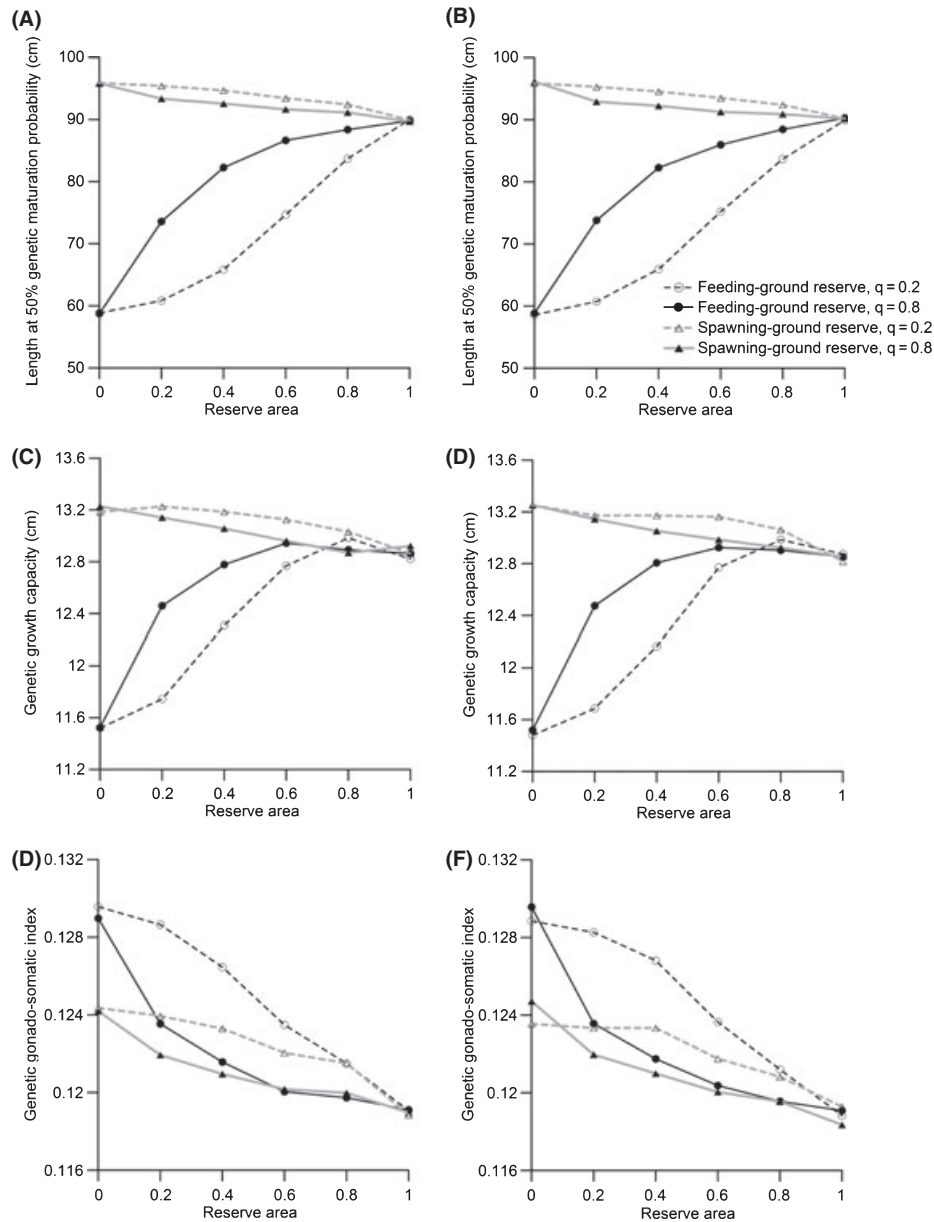 (A)
Length at 50% genetic maturation probability (cm)
100
90
80
70
60
50
0 0.2 0.4 0.6 0.8 1
Reserve area
(B)
Length at 50% genetic maturation probability (cm)
100
90
80
70
60
50
Feeding-ground reserve, q = 0.2
Feeding-ground reserve, q = 0.8
Spawning-ground reserve, q = 0.2
Spawning-ground reserve, q = 0.8
0 0.2 0.4 0.6 0.8 1
Reserve area
(C)
Genetic growth capacity (cm)
13.6
13.2
12.8
12.4
12
11.6
11.2
0 0.2 0.4 0.6 0.8 1
Reserve area
(D)
Genetic growth capacity (cm)
13.6
13.2
12.8
12.4
12
11.6
11.2
0 0.2 0.4 0.6 0.8 1
Reserve area
(D)
Genetic gonado-somatic index
0.132
0.128
0.124
0.12
0.116
0 0.2 0.4 0.6 0.8 1
Reserve area
(F)
Genetic gonado-somatic index
0.132
0.128
0.124
0.12
0.116
0 0.2 0.4 0.6 0.8 1
Reserve area